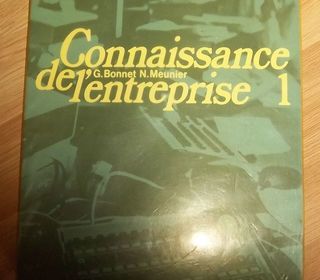 Connaissance
G.Bonnet N.Meunier
de l'entreprise 1